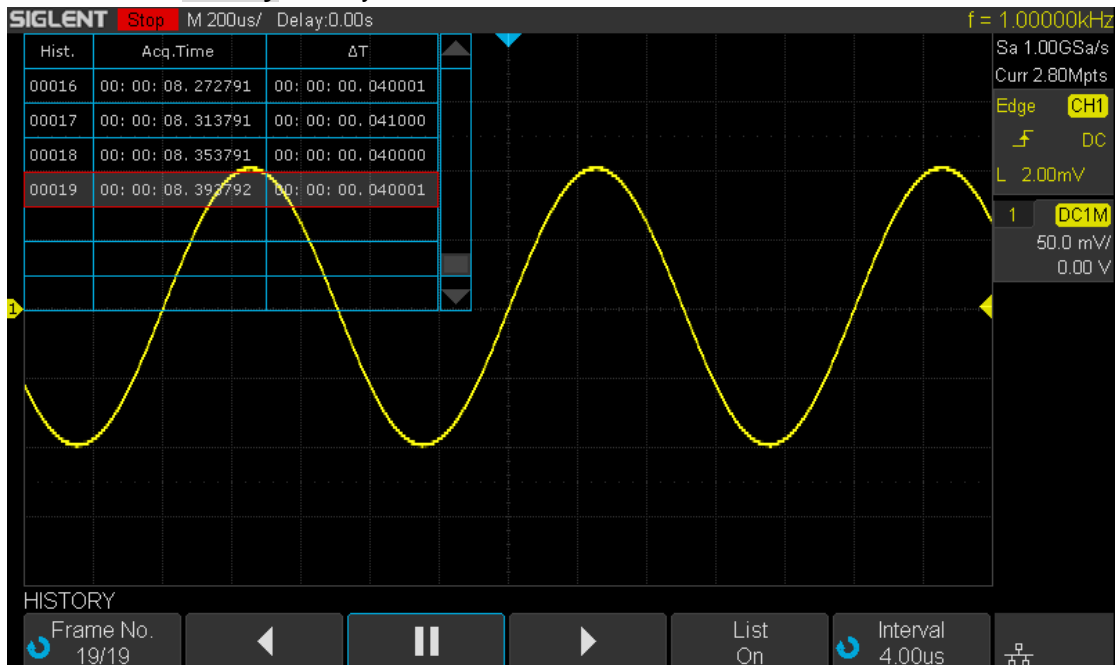 SIGLENT Stop M 200us/ Delay:0.00s f = 1.00000kHz
Sa 1.00GSa/s
Curr 2.80Mpts
Edge CH1
DC
L 2.00mV
1 DC1M
50.0 mV/
0.00 V
Hist. Acq.Time ΔT
00016 00: 00: 08. 272791 00: 00: 00. 040001
00017 00: 00: 08. 313791 00: 00: 00. 041000
00018 00: 00: 08. 353791 00: 00: 00. 040000
00019 00: 00: 08. 393792 00: 00: 00. 040001
1
HISTORY
Frame No. List Interval
19/19 On 4.00us